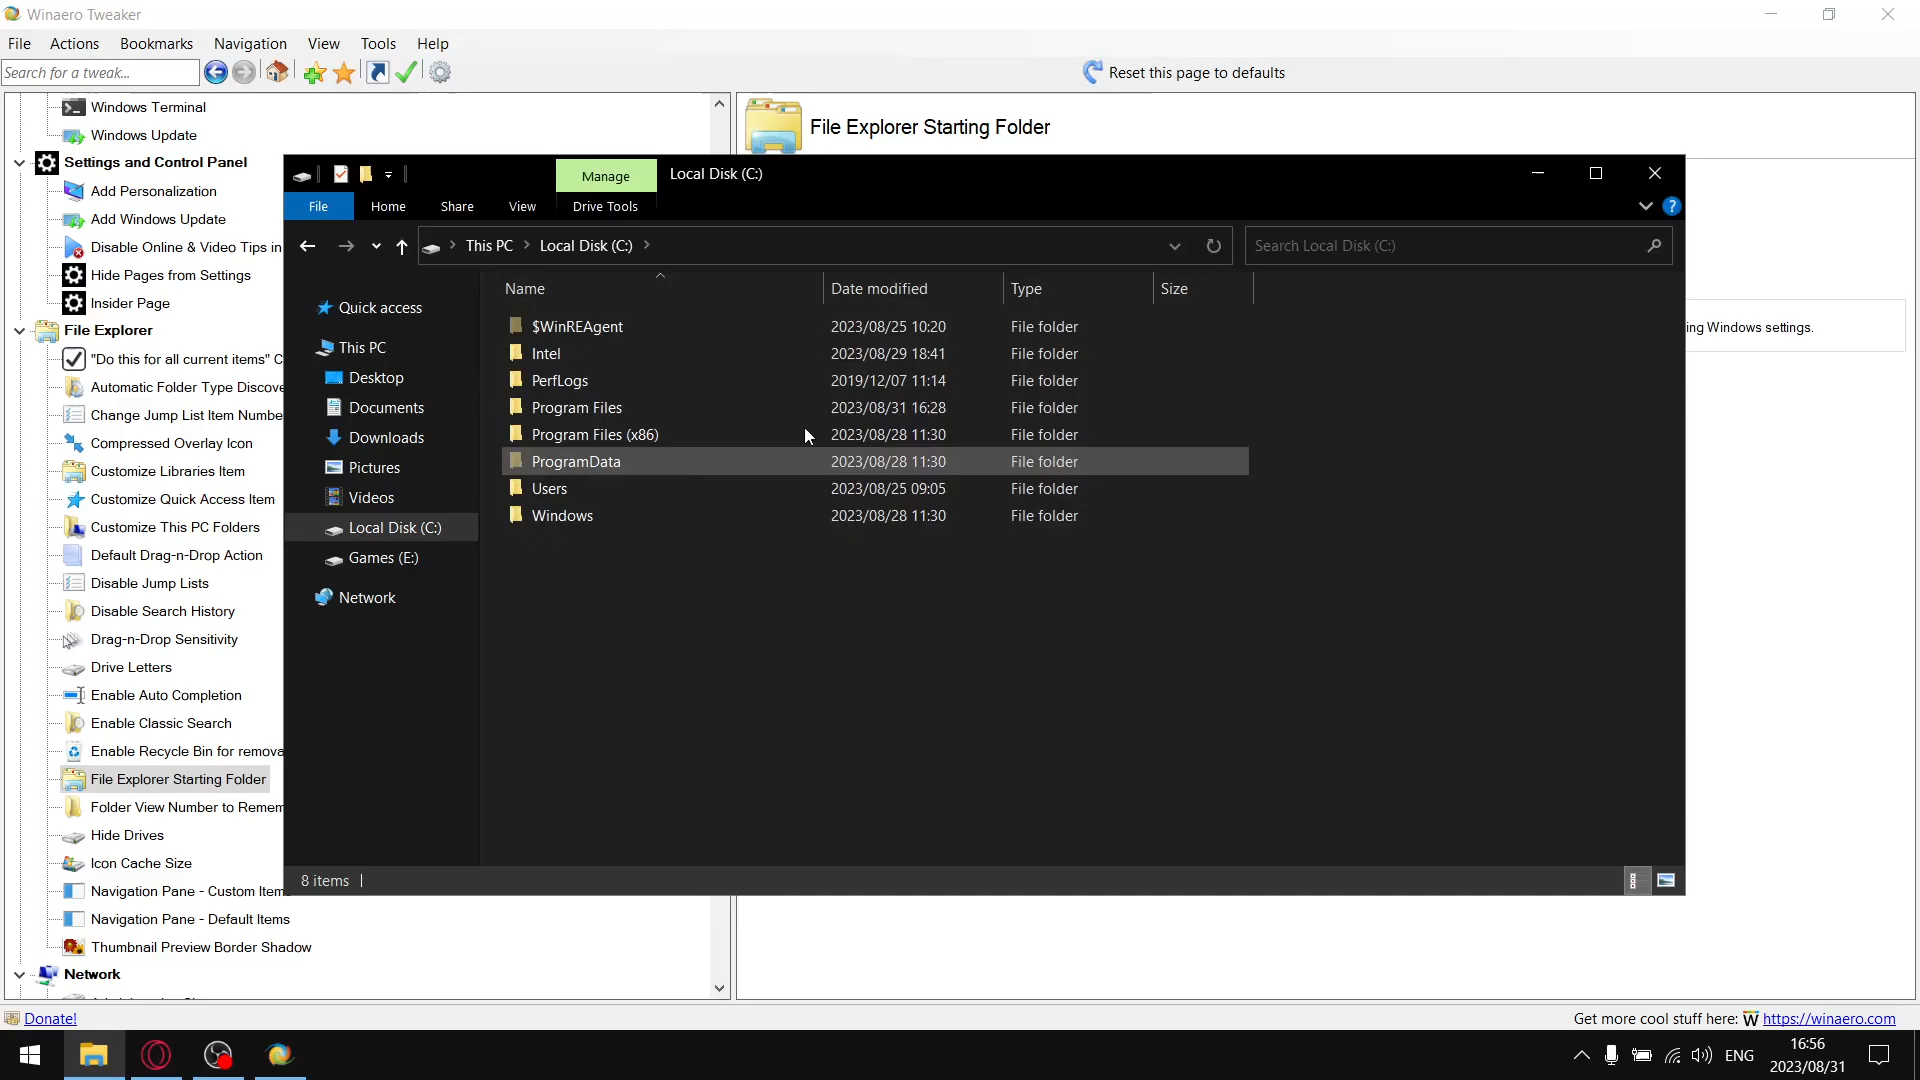 Winaero Tweaker
File Actions Bookmarks Navigation View Tools Help
Search for a tweak...
Reset this page to defaults
Windows Terminal
Windows Update
Settings and Control Panel
Add Personalization
Add Windows Update
Disable Online & Video Tips in
Hide Pages from Settings
Insider Page
File Explorer
"Do this for all current items" C
Automatic Folder Type Discove
Change Jump List Item Numbe
Compressed Overlay Icon
Customize Libraries Item
Customize Quick Access Item
Customize This PC Folders
Default Drag-n-Drop Action
Disable Jump Lists
Disable Search History
Drag-n-Drop Sensitivity
Drive Letters
Enable Auto Completion
Enable Classic Search
Enable Recycle Bin for remova
File Explorer Starting Folder
Folder View Number to Remem
Hide Drives
Icon Cache Size
Navigation Pane - Custom Item
Navigation Pane - Default Items
Thumbnail Preview Border Shadow
Network
File Explorer Starting Folder
ing Windows settings.
Manage Local Disk (C:)
File Home Share View Drive Tools
?
This PC Local Disk (C:)
Search Local Disk (C:)
Quick access
This PC
Desktop
Documents
Downloads
Pictures
Videos
Local Disk (C:)
Games (E:)
Network
Name Date modified Type Size
$WinREAgent 2023/08/25 10:20 File folder
Intel 2023/08/29 18:41 File folder
PerfLogs 2019/12/07 11:14 File folder
Program Files 2023/08/31 16:28 File folder
Program Files (x86) 2023/08/28 11:30 File folder
ProgramData 2023/08/28 11:30 File folder
Users 2023/08/25 09:05 File folder
Windows 2023/08/28 11:30 File folder
8 items
Donate!
Get more cool stuff here: W https://winaero.com
ENG
16:56
2023/08/31